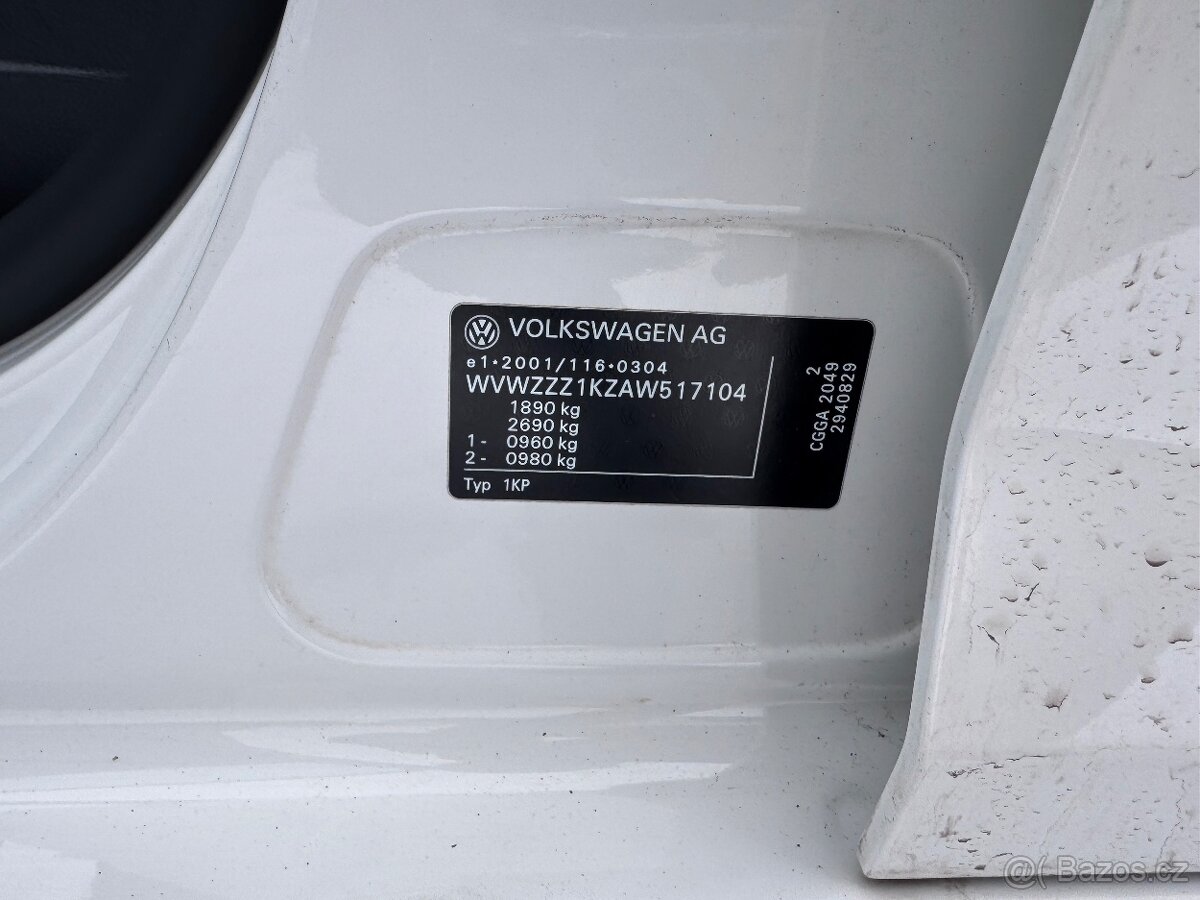 VOLKSWAGEN AG
e1*2001/116*0304
WVWZZZ1KZAW517104
1890 kg
2690 kg
1- 0960 kg
2- 0980 kg
Typ 1KP
2
CGGA 2049
2940829
@( Bazoš.cz